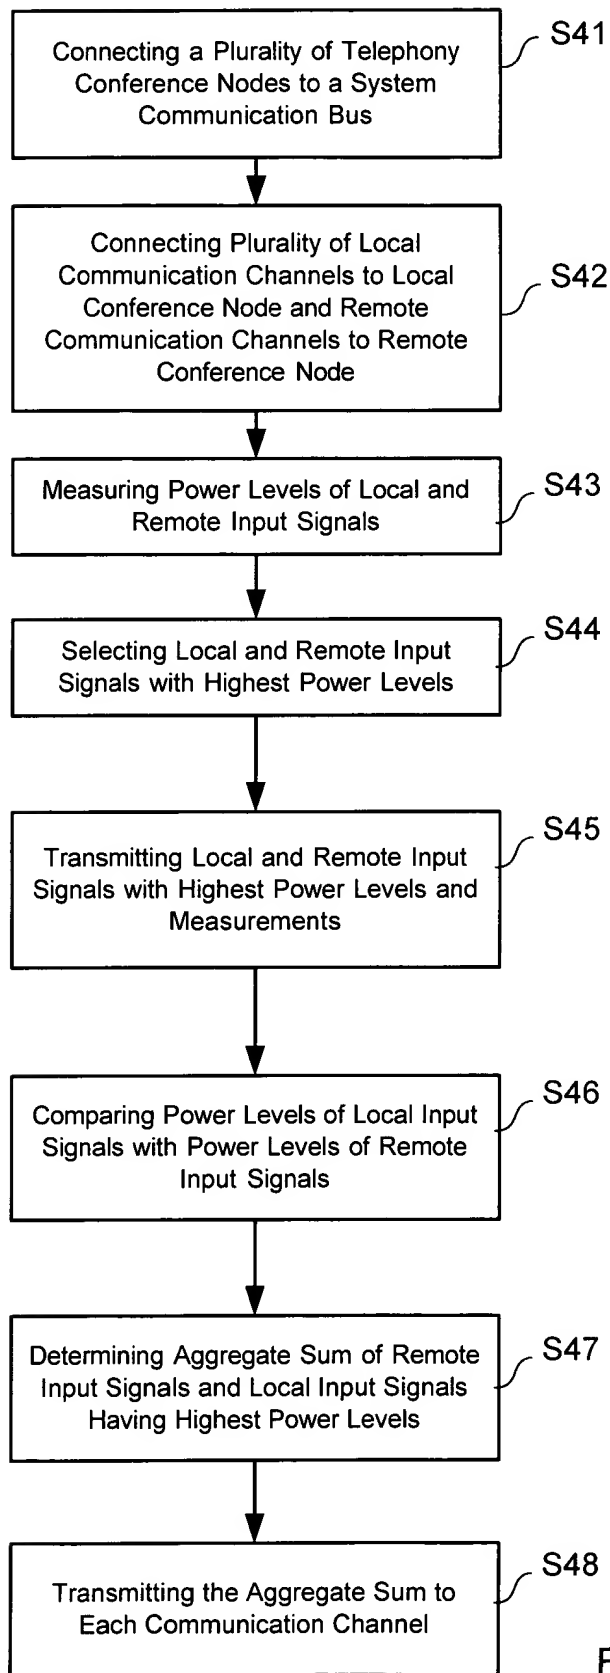 Connecting a Plurality of Telephony
Conference Nodes to a System
Communication Bus
S41
Connecting Plurality of Local
Communication Channels to Local
Conference Node and Remote
Communication Channels to Remote
Conference Node
S42
Measuring Power Levels of Local and
Remote Input Signals
S43
Selecting Local and Remote Input
Signals with Highest Power Levels
S44
Transmitting Local and Remote Input
Signals with Highest Power Levels and
Measurements
S45
Comparing Power Levels of Local Input
Signals with Power Levels of Remote
Input Signals
S46
Determining Aggregate Sum of Remote
Input Signals and Local Input Signals
Having Highest Power Levels
S47
Transmitting the Aggregate Sum to
Each Communication Channel
S48